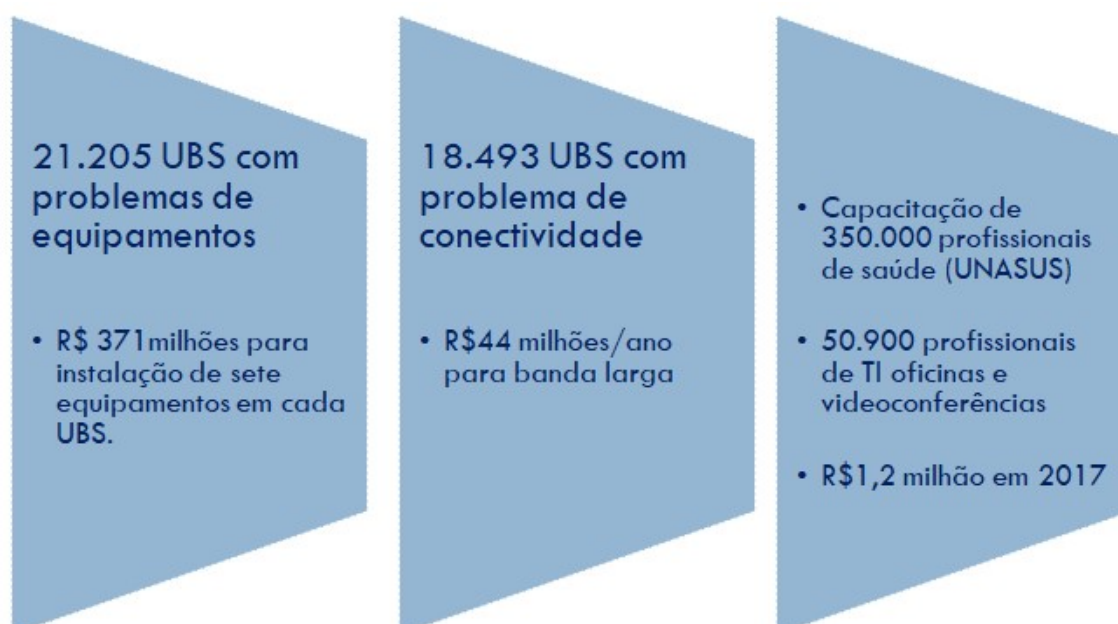 21.205 UBS com
problemas de
equipamentos
• R$ 371milhões para
instalação de sete
equipamentos em cada
UBS.
18.493 UBS com
problema de
conectividade
• R$44 milhões/ano
para banda larga
• Capacitação de
350.000 profissionais
de saúde (UNASUS)
• 50.900 profissionais
de TI oficinas e
videoconferências
• R$1,2 milhão em 2017